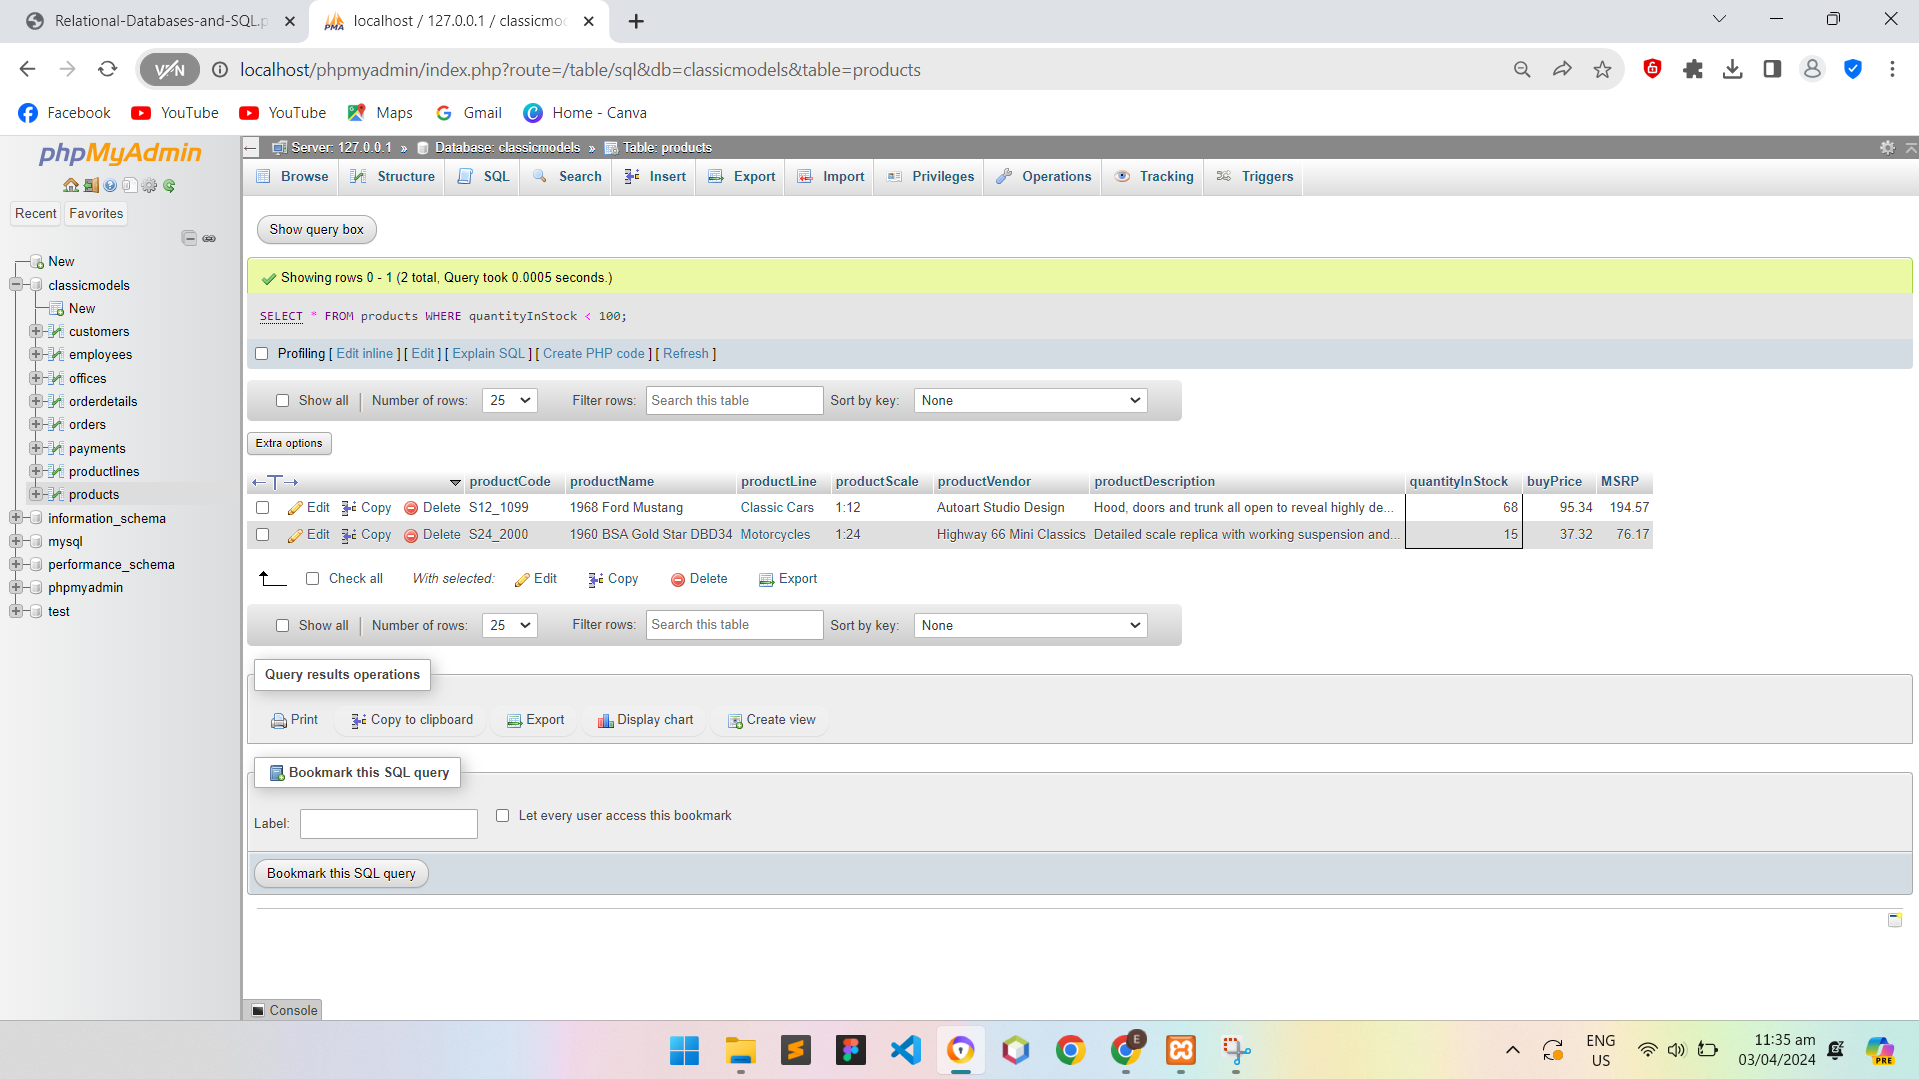 Relational-Databases-and-SQL.p
localhost / 127.0.0.1 / classicmo
VPN
localhost/phpmyadmin/index.php?route=/table/sql&db=classicmodels&table=products
Facebook YouTube YouTube Maps Gmail Home - Canva
phpMyAdmin
Recent Favorites
New
classicmodels
New
customers
employees
offices
orderdetails
orders
payments
productlines
products
information_schema
mysql
performance_schema
phpmyadmin
test
Server: 127.0.0.1 » Database: classicmodels » Table: products
Browse Structure SQL Search Insert Export Import Privileges Operations Tracking Triggers
Show query box
Showing rows 0 - 1 (2 total, Query took 0.0005 seconds.)
SELECT * FROM products WHERE quantityInStock < 100;
Profiling [ Edit inline ] [ Edit ] [ Explain SQL ] [ Create PHP code ] [ Refresh ]
Show all Number of rows: 25 Filter rows: Search this table Sort by key: None
Extra options
←T→ productCode productName productLine productScale productVendor productDescription quantityInStock buyPrice MSRP
Edit Copy Delete S12_1099 1968 Ford Mustang Classic Cars 1:12 Autoart Studio Design Hood, doors and trunk all open to reveal highly de... 68 95.34 194.57
Edit Copy Delete S24_2000 1960 BSA Gold Star DBD34 Motorcycles 1:24 Highway 66 Mini Classics Detailed scale replica with working suspension and... 15 37.32 76.17
Check all With selected: Edit Copy Delete Export
Show all Number of rows: 25 Filter rows: Search this table Sort by key: None
Query results operations
Print Copy to clipboard Export Display chart Create view
Bookmark this SQL query
Label: Let every user access this bookmark
Bookmark this SQL query
Console
E
ENG
US
11:35 am
03/04/2024
PRE